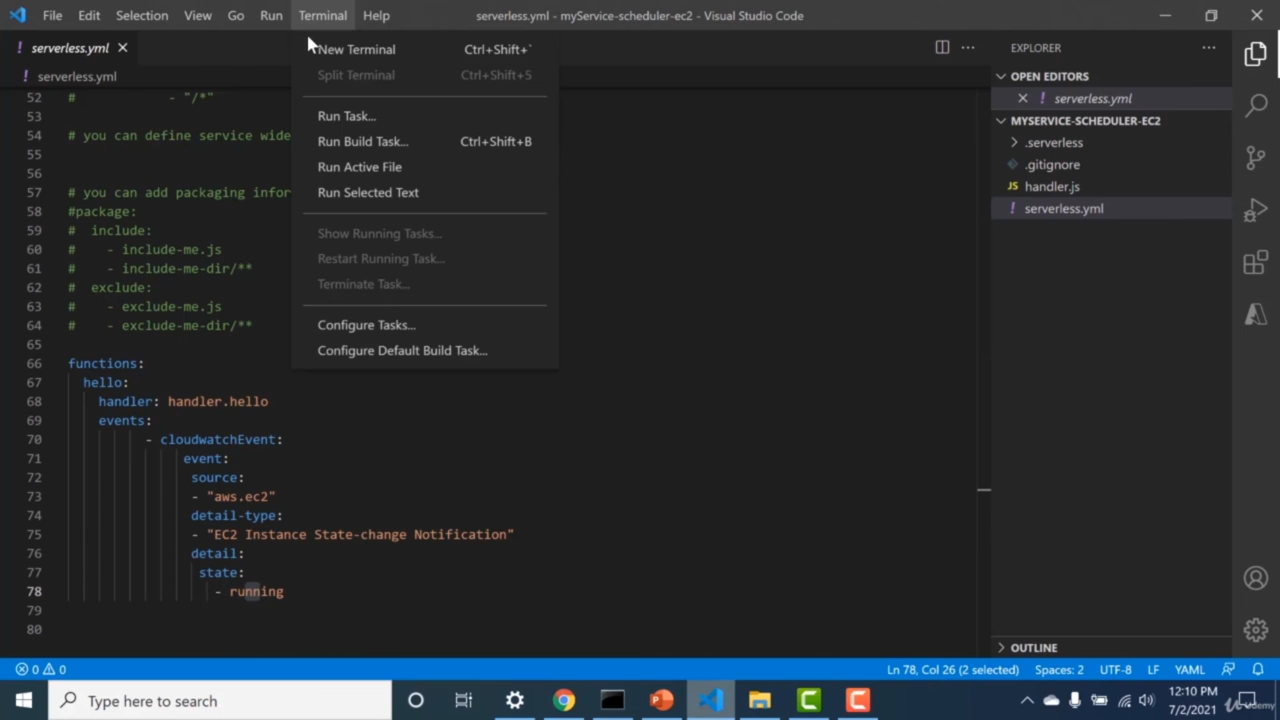 File Edit Selection View Go Run Terminal Help
serverless.yml - myService-scheduler-ec2 - Visual Studio Code
! serverless.yml
! serverless.yml
New Terminal Ctrl+Shift+`
Split Terminal Ctrl+Shift+5
Run Task...
Run Build Task... Ctrl+Shift+B
Run Active File
Run Selected Text
Show Running Tasks...
Restart Running Task...
Terminate Task...
Configure Tasks...
Configure Default Build Task...
52 # - "/*"
53
54 # you can define service wide
55
56
57 # you can add packaging infor
58 #package:
59 # include:
60 # - include-me.js
61 # - include-me-dir/**
62 # exclude:
63 # - exclude-me.js
64 # - exclude-me-dir/**
65
66 functions:
67 hello:
68 handler: handler.hello
69 events:
70 - cloudwatchEvent:
71 event:
72 source:
73 - "aws.ec2"
74 detail-type:
75 - "EC2 Instance State-change Notification"
76 detail:
77 state:
78 - running
79
80
EXPLORER
OPEN EDITORS
! serverless.yml
MYSERVICE-SCHEDULER-EC2
.serverless
.gitignore
JS handler.js
! serverless.yml
OUTLINE
0 0
Ln 78, Col 26 (2 selected) Spaces: 2 UTF-8 LF YAML
Type here to search
12:10 PM
7/2/2021
Udemy